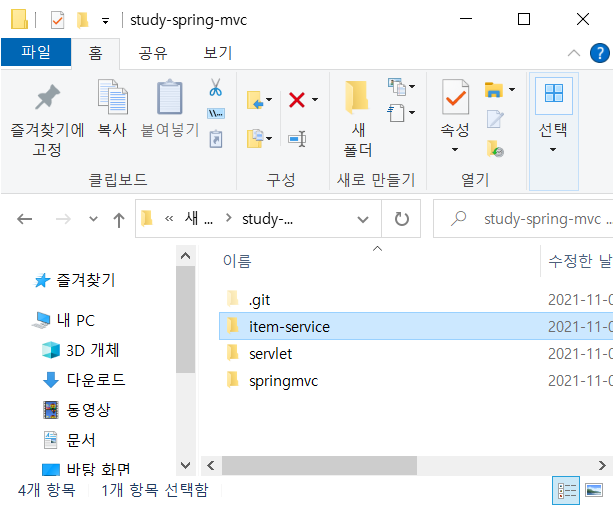 study-spring-mvc
파일
홈
공유
보기
즐겨찾기에
고정
복사
붙여넣기
클립보드
구성
새
폴더
새로 만들기
속성
열기
선택
« 새 ... > study-...
study-spring-mvc ...
즐겨찾기
내 PC
3D 개체
다운로드
동영상
문서
바탕 화면
이름
수정한 날
.git
2021-11-0
item-service
2021-11-0
servlet
2021-11-0
springmvc
2021-11-0
4개 항목
1개 항목 선택함